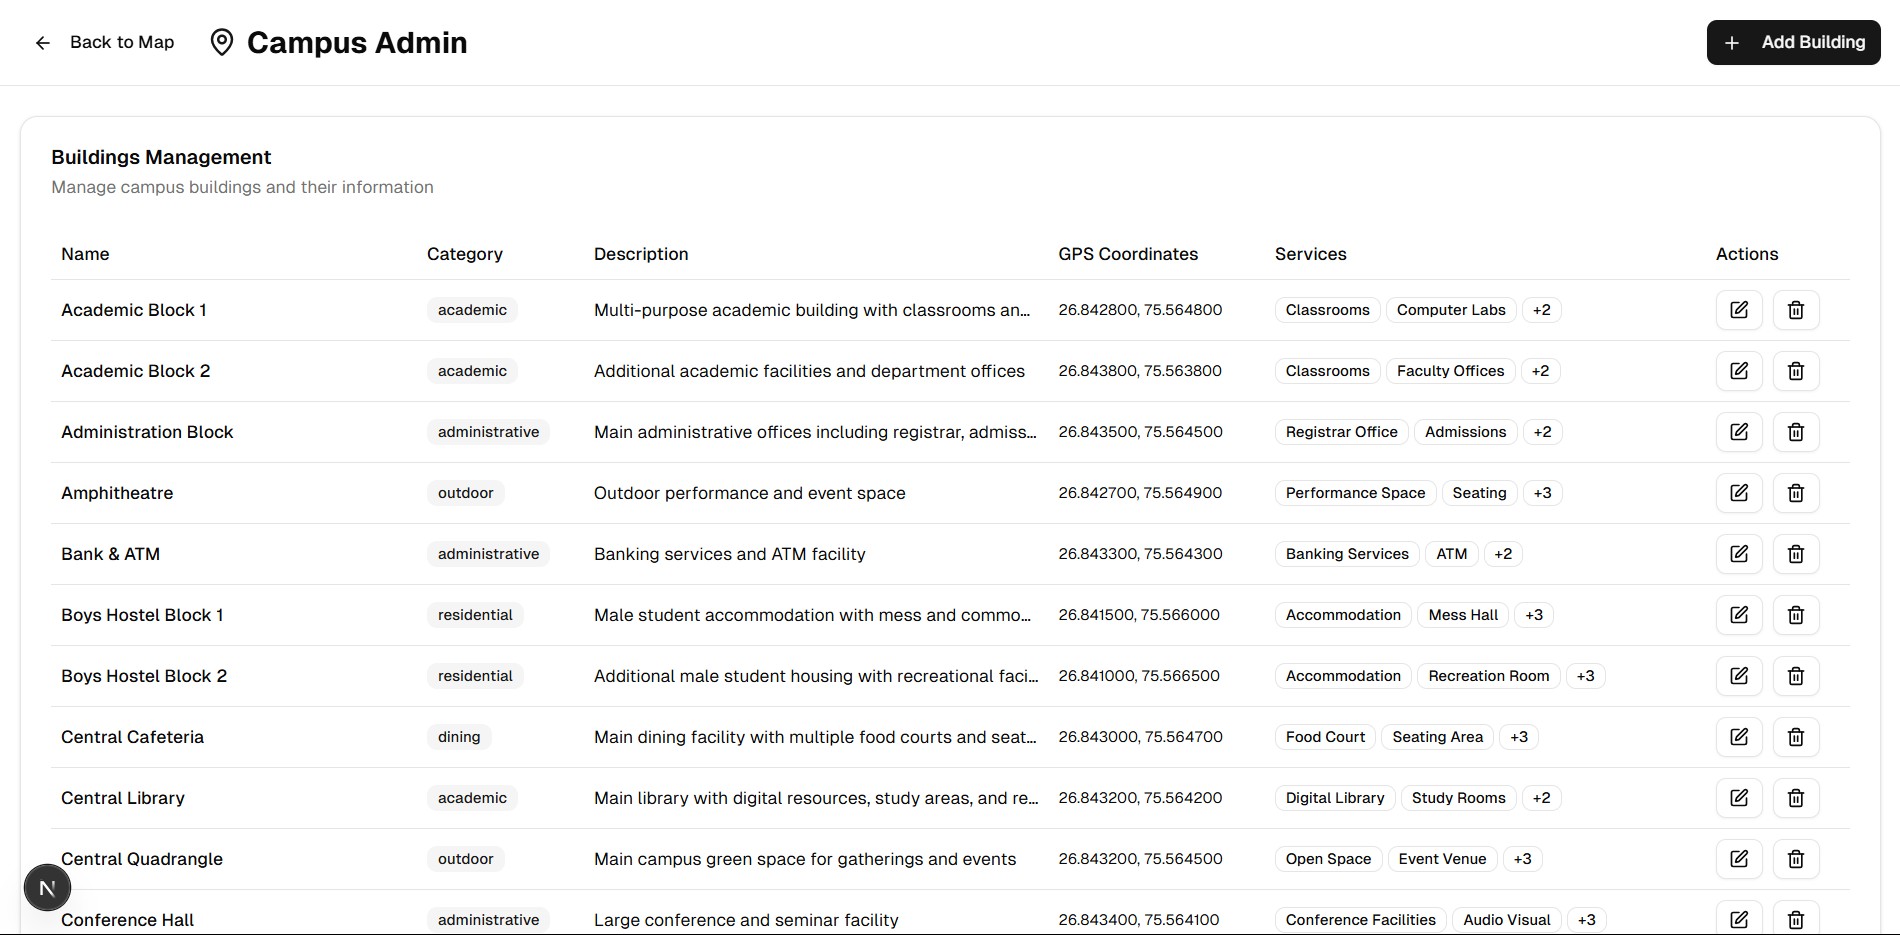 Back to Map Campus Admin Add Building
Buildings Management
Manage campus buildings and their information
Name Category Description GPS Coordinates Services Actions
Academic Block 1 academic Multi-purpose academic building with classrooms an... 26.842800, 75.564800 Classrooms Computer Labs +2
Academic Block 2 academic Additional academic facilities and department offices 26.843800, 75.563800 Classrooms Faculty Offices +2
Administration Block administrative Main administrative offices including registrar, admiss... 26.843500, 75.564500 Registrar Office Admissions +2
Amphitheatre outdoor Outdoor performance and event space 26.842700, 75.564900 Performance Space Seating +3
Bank & ATM administrative Banking services and ATM facility 26.843300, 75.564300 Banking Services ATM +2
Boys Hostel Block 1 residential Male student accommodation with mess and commo... 26.841500, 75.566000 Accommodation Mess Hall +3
Boys Hostel Block 2 residential Additional male student housing with recreational faci... 26.841000, 75.566500 Accommodation Recreation Room +3
Central Cafeteria dining Main dining facility with multiple food courts and seat... 26.843000, 75.564700 Food Court Seating Area +3
Central Library academic Main library with digital resources, study areas, and re... 26.843200, 75.564200 Digital Library Study Rooms +2
Central Quadrangle outdoor Main campus green space for gatherings and events 26.843200, 75.564500 Open Space Event Venue +3
N
Conference Hall administrative Large conference and seminar facility 26.843400, 75.564100 Conference Facilities Audio Visual +3